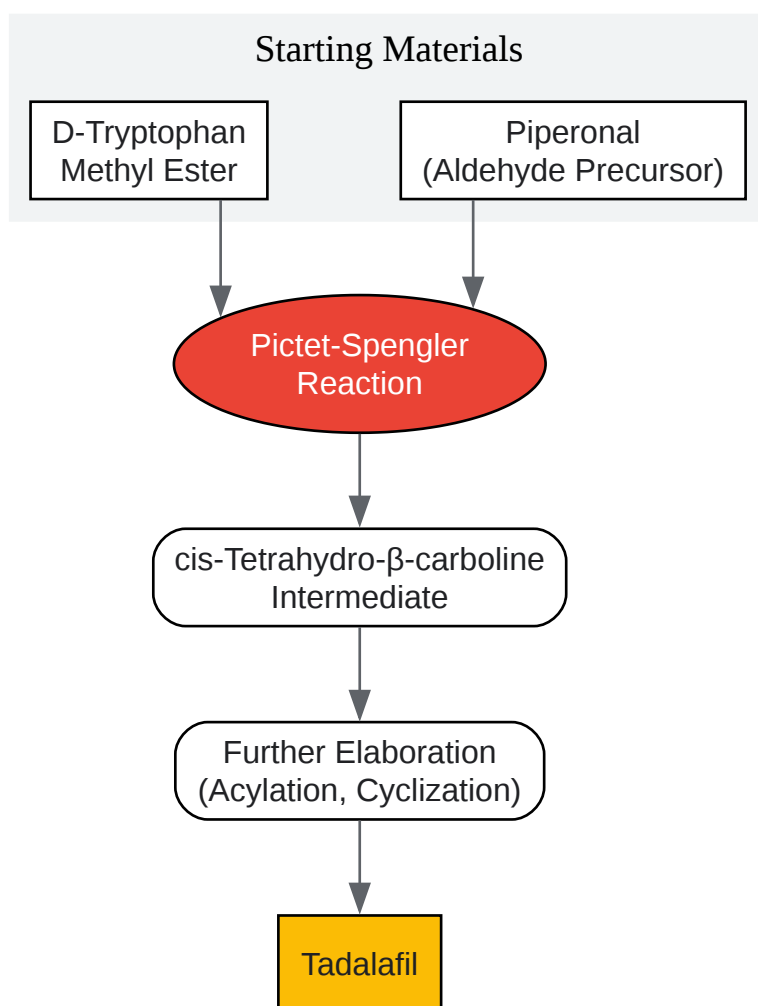 Starting Materials
D-Tryptophan
Methyl Ester
Piperonal
(Aldehyde Precursor)
Pictet-Spengler
Reaction
cis-Tetrahydro-β-carboline
Intermediate
Further Elaboration
(Acylation, Cyclization)
Tadalafil